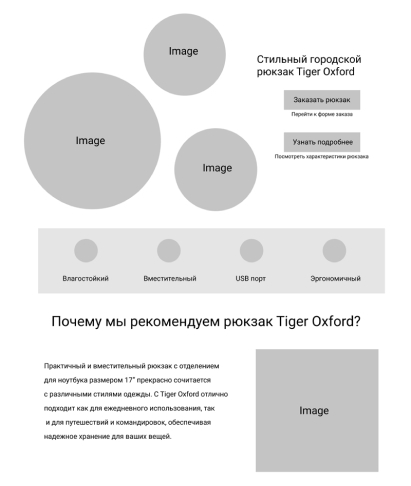 Image
Стильный городской
рюкзак Tiger Oxford
Заказать рюкзак
Перейти к форме заказа
Image
Узнать подробнее
Посмотреть характеристики рюкзака
Image
Влагостойкий
Вместительный
USB порт
Эргономичный
Почему мы рекомендуем рюкзак Tiger Oxford?
Практичный и вместительный рюкзак с отделением
для ноутбука размером 17" прекрасно сочитается
с различными стилями одежды. С Tiger Oxford отлично
подходит как для ежедневного использования, так
и для путешествий и командировок, обеспечивая
надежное хранение для ваших вещей.
Image